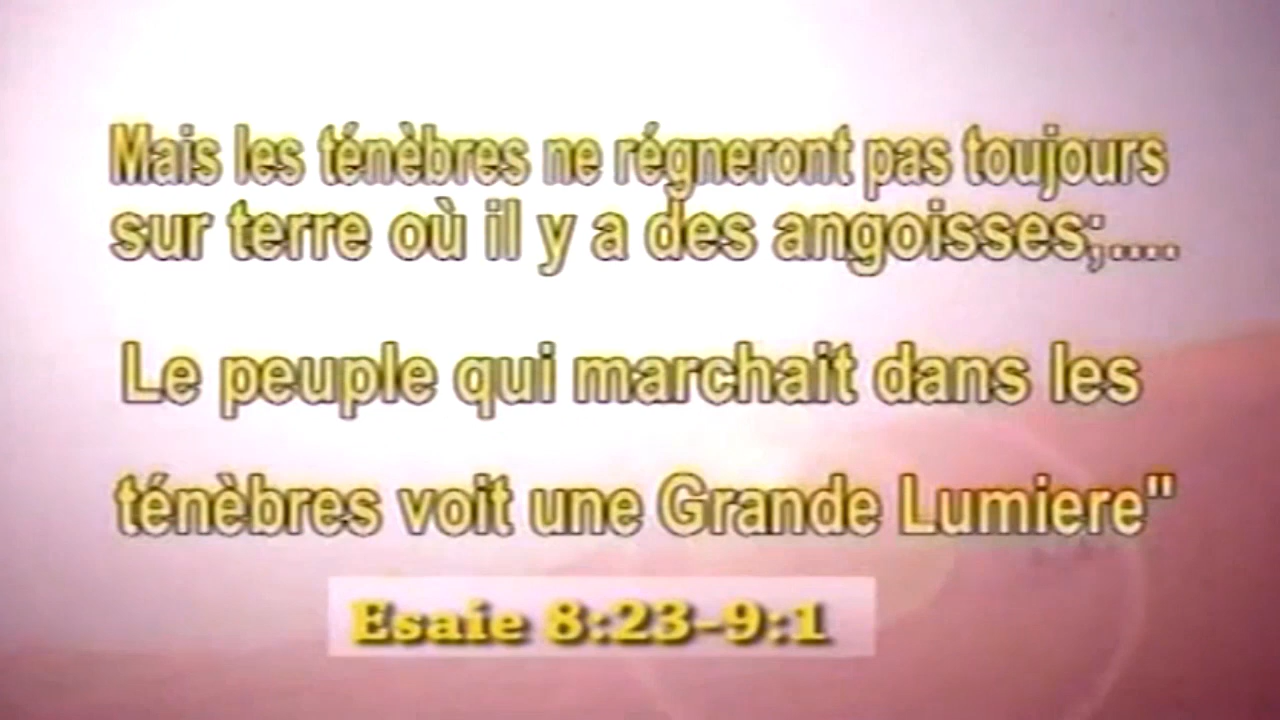 Mais les ténèbres ne régneront pas toujours
sur terre où il y a des angoisses;....
Le peuple qui marchait dans les
ténèbres voit une Grande Lumiere"
Esaie 8:23-9:1